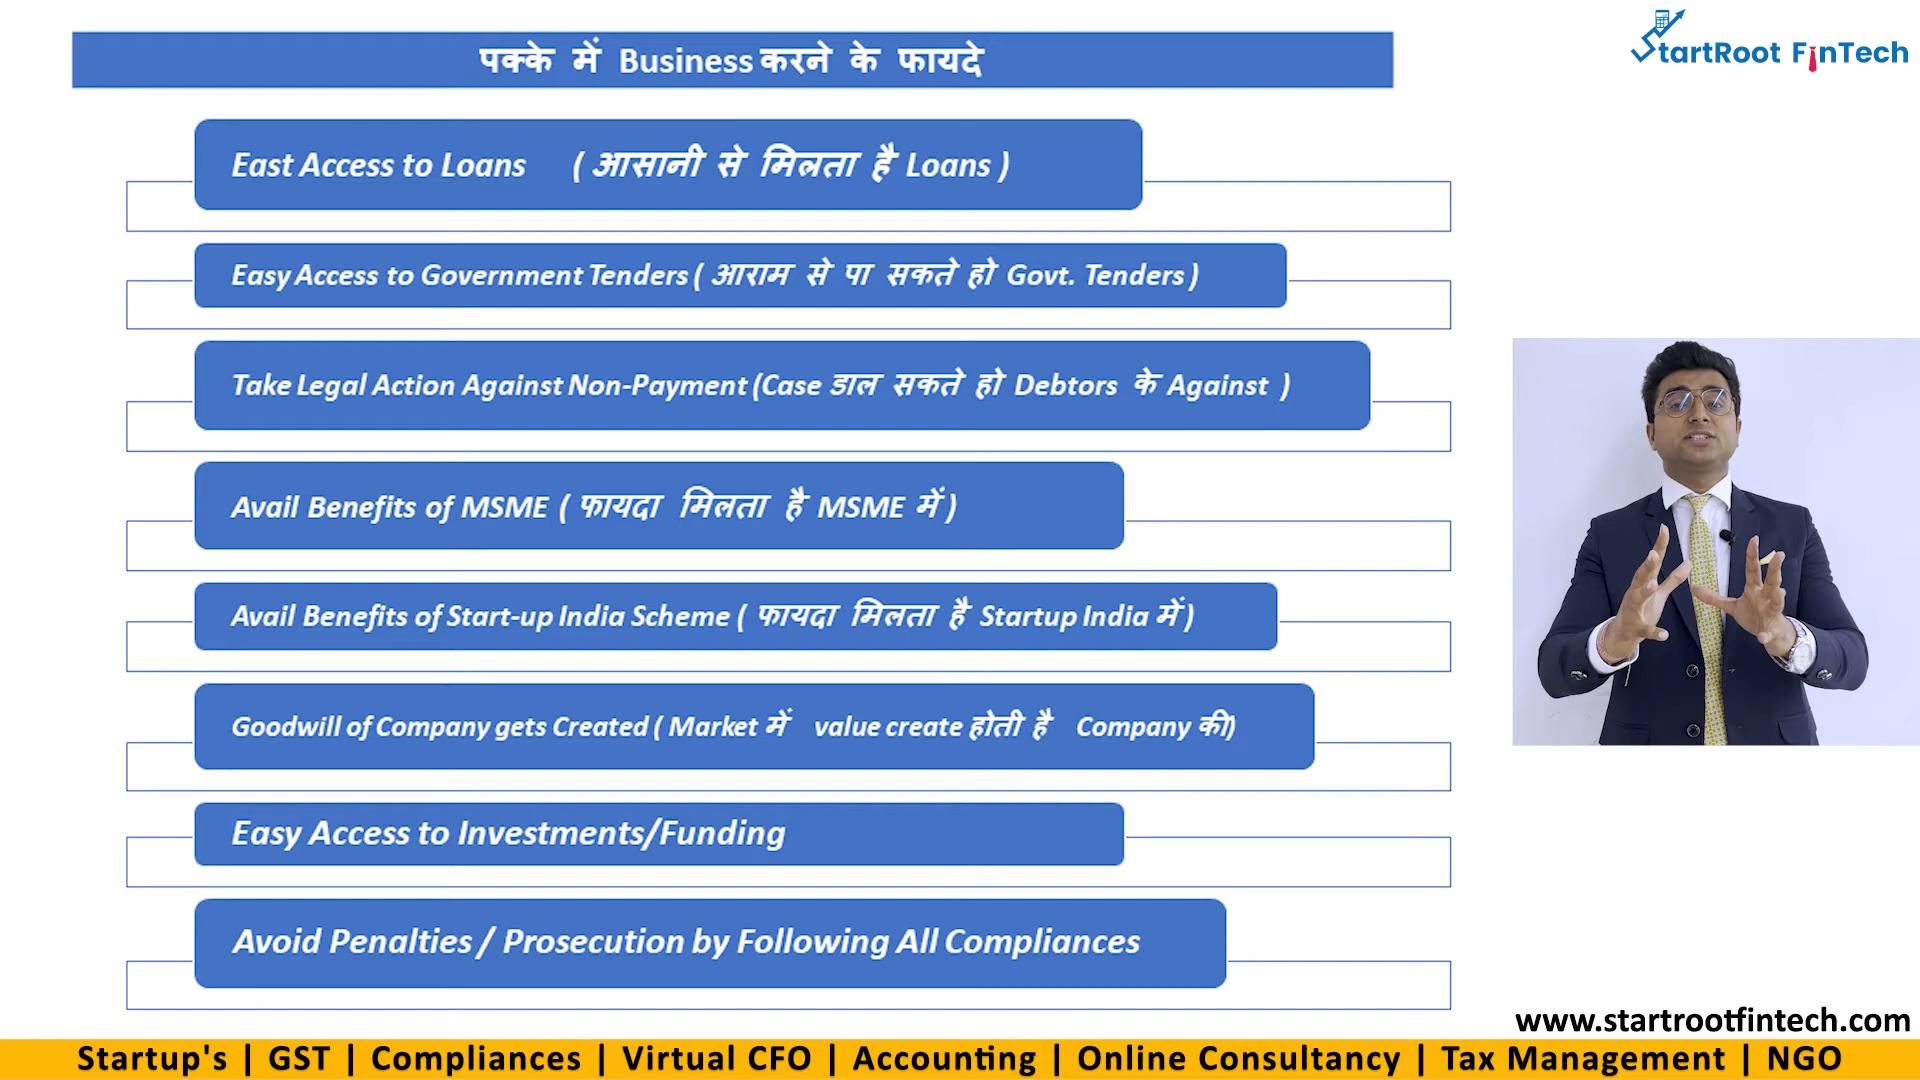 पक्के में Business करने के फायदे
StartRoot FinTech
East Access to Loans ( आसानी से मिलता है Loans )
Easy Access to Government Tenders ( आराम से पा सकते हो Govt. Tenders )
Take Legal Action Against Non-Payment (Case डाल सकते हो Debtors के Against )
Avail Benefits of MSME ( फायदा मिलता है MSME में )
Avail Benefits of Start-up India Scheme ( फायदा मिलता है Startup India में )
Goodwill of Company gets Created ( Market में value create होती है Company की)
Easy Access to Investments/Funding
Avoid Penalties / Prosecution by Following All Compliances
www.startrootfintech.com
Startup's | GST | Compliances | Virtual CFO | Accounting | Online Consultancy | Tax Management | NGO